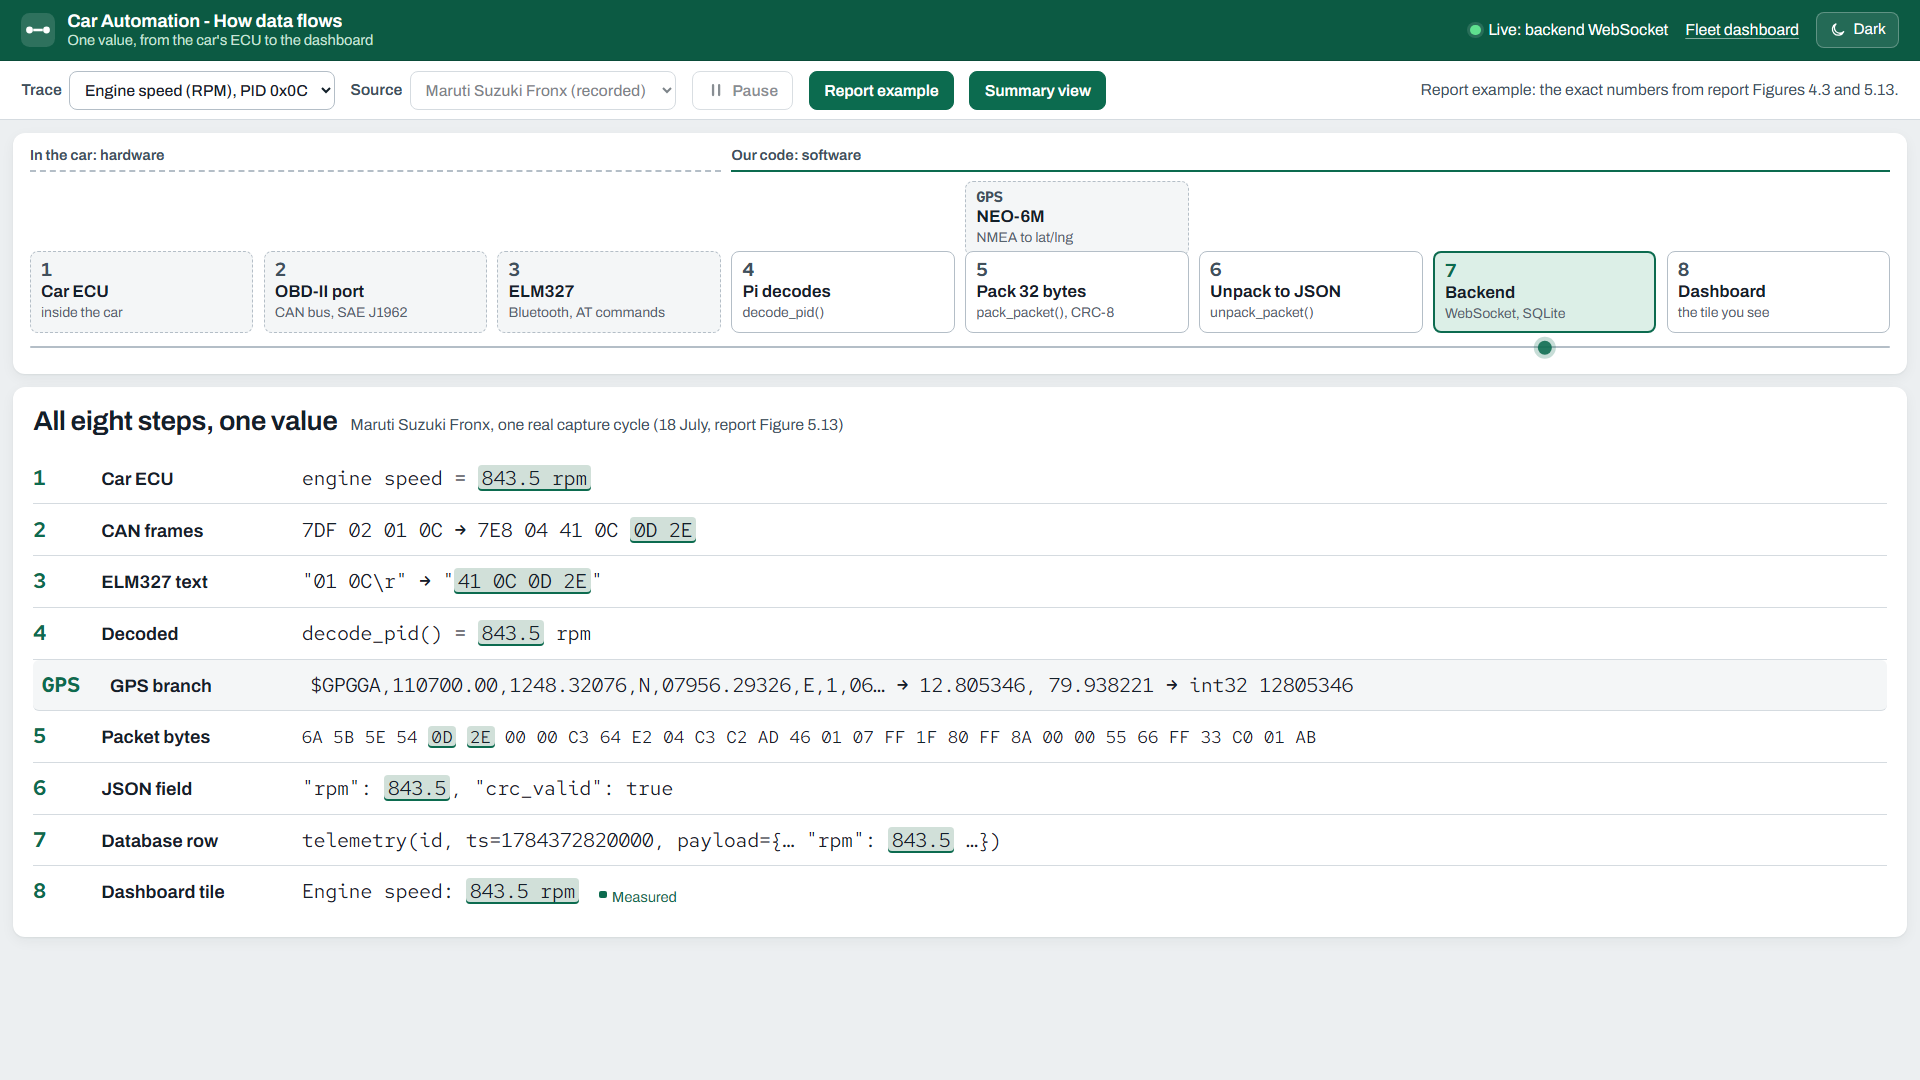 Car Automation - How data flows
One value, from the car's ECU to the dashboard
Live: backend WebSocket
Fleet dashboard
Dark
Trace
Engine speed (RPM), PID 0x0C
Source
Maruti Suzuki Fronx (recorded)
Pause
Report example
Summary view
Report example: the exact numbers from report Figures 4.3 and 5.13.
In the car: hardware
Our code: software
GPS
NEO-6M
NMEA to lat/lng
1
Car ECU
inside the car
2
OBD-II port
CAN bus, SAE J1962
3
ELM327
Bluetooth, AT commands
4
Pi decodes
decode_pid()
5
Pack 32 bytes
pack_packet(), CRC-8
6
Unpack to JSON
unpack_packet()
7
Backend
WebSocket, SQLite
8
Dashboard
the tile you see
All eight steps, one value Maruti Suzuki Fronx, one real capture cycle (18 July, report Figure 5.13)
1 Car ECU engine speed = 843.5 rpm
2 CAN frames 7DF 02 01 0C → 7E8 04 41 0C 0D 2E
3 ELM327 text "01 0C\r" → "41 0C 0D 2E"
4 Decoded decode_pid() = 843.5 rpm
GPS GPS branch $GPGGA,110700.00,1248.32076,N,07956.29326,E,1,06… → 12.805346, 79.938221 → int32 12805346
5 Packet bytes 6A 5B 5E 54 0D 2E 00 00 C3 64 E2 04 C3 C2 AD 46 01 07 FF 1F 80 FF 8A 00 00 55 66 FF 33 C0 01 AB
6 JSON field "rpm": 843.5, "crc_valid": true
7 Database row telemetry(id, ts=1784372820000, payload={… "rpm": 843.5 …})
8 Dashboard tile Engine speed: 843.5 rpm Measured